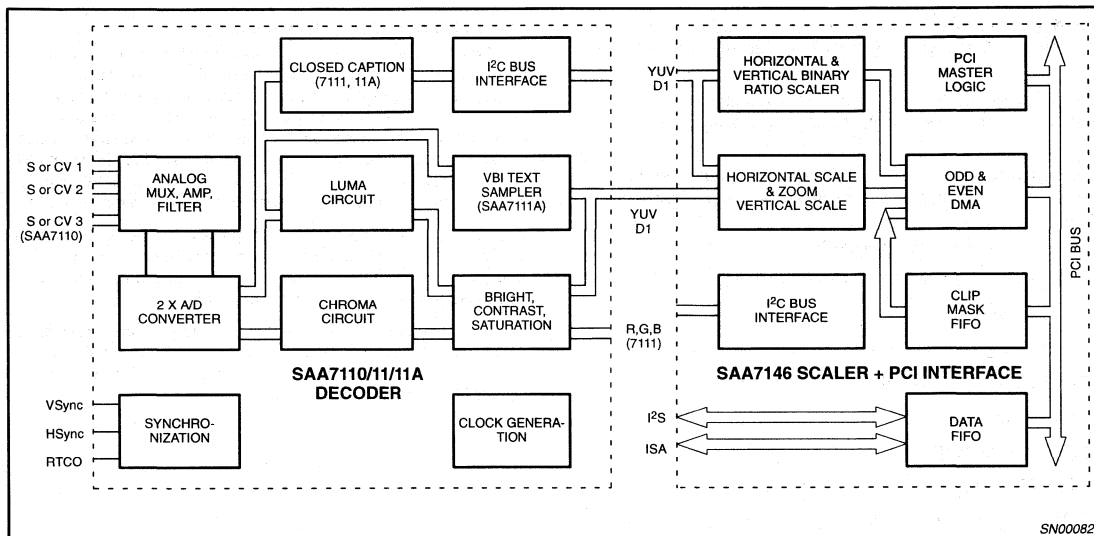 CLOSED CAPTION
(7111, 11A)
I2C BUS
INTERFACE
S or CV 1
S or CV 2
S or CV 3
(SAA7110)
ANALOG
MUX, AMP,
FILTER
LUMA
CIRCUIT
VBI TEXT
SAMPLER
(SAA7111A)
2 X A/D
CONVERTER
CHROMA
CIRCUIT
BRIGHT,
CONTRAST,
SATURATION
SAA7110/11/11A
DECODER
VSync
HSync
RTCO
SYNCHRO-
NIZATION
CLOCK GENERA-
TION
YUV
D1
YUV
D1
R,G,B
(7111)
HORIZONTAL &
VERTICAL BINARY
RATIO SCALER
PCI
MASTER
LOGIC
HORIZONTAL SCALE
& ZOOM
VERTICAL SCALE
ODD &
EVEN
DMA
I2C BUS
INTERFACE
CLIP
MASK
FIFO
SAA7146 SCALER + PCI INTERFACE
I2S
ISA
DATA
FIFO
PCI BUS
SN00082